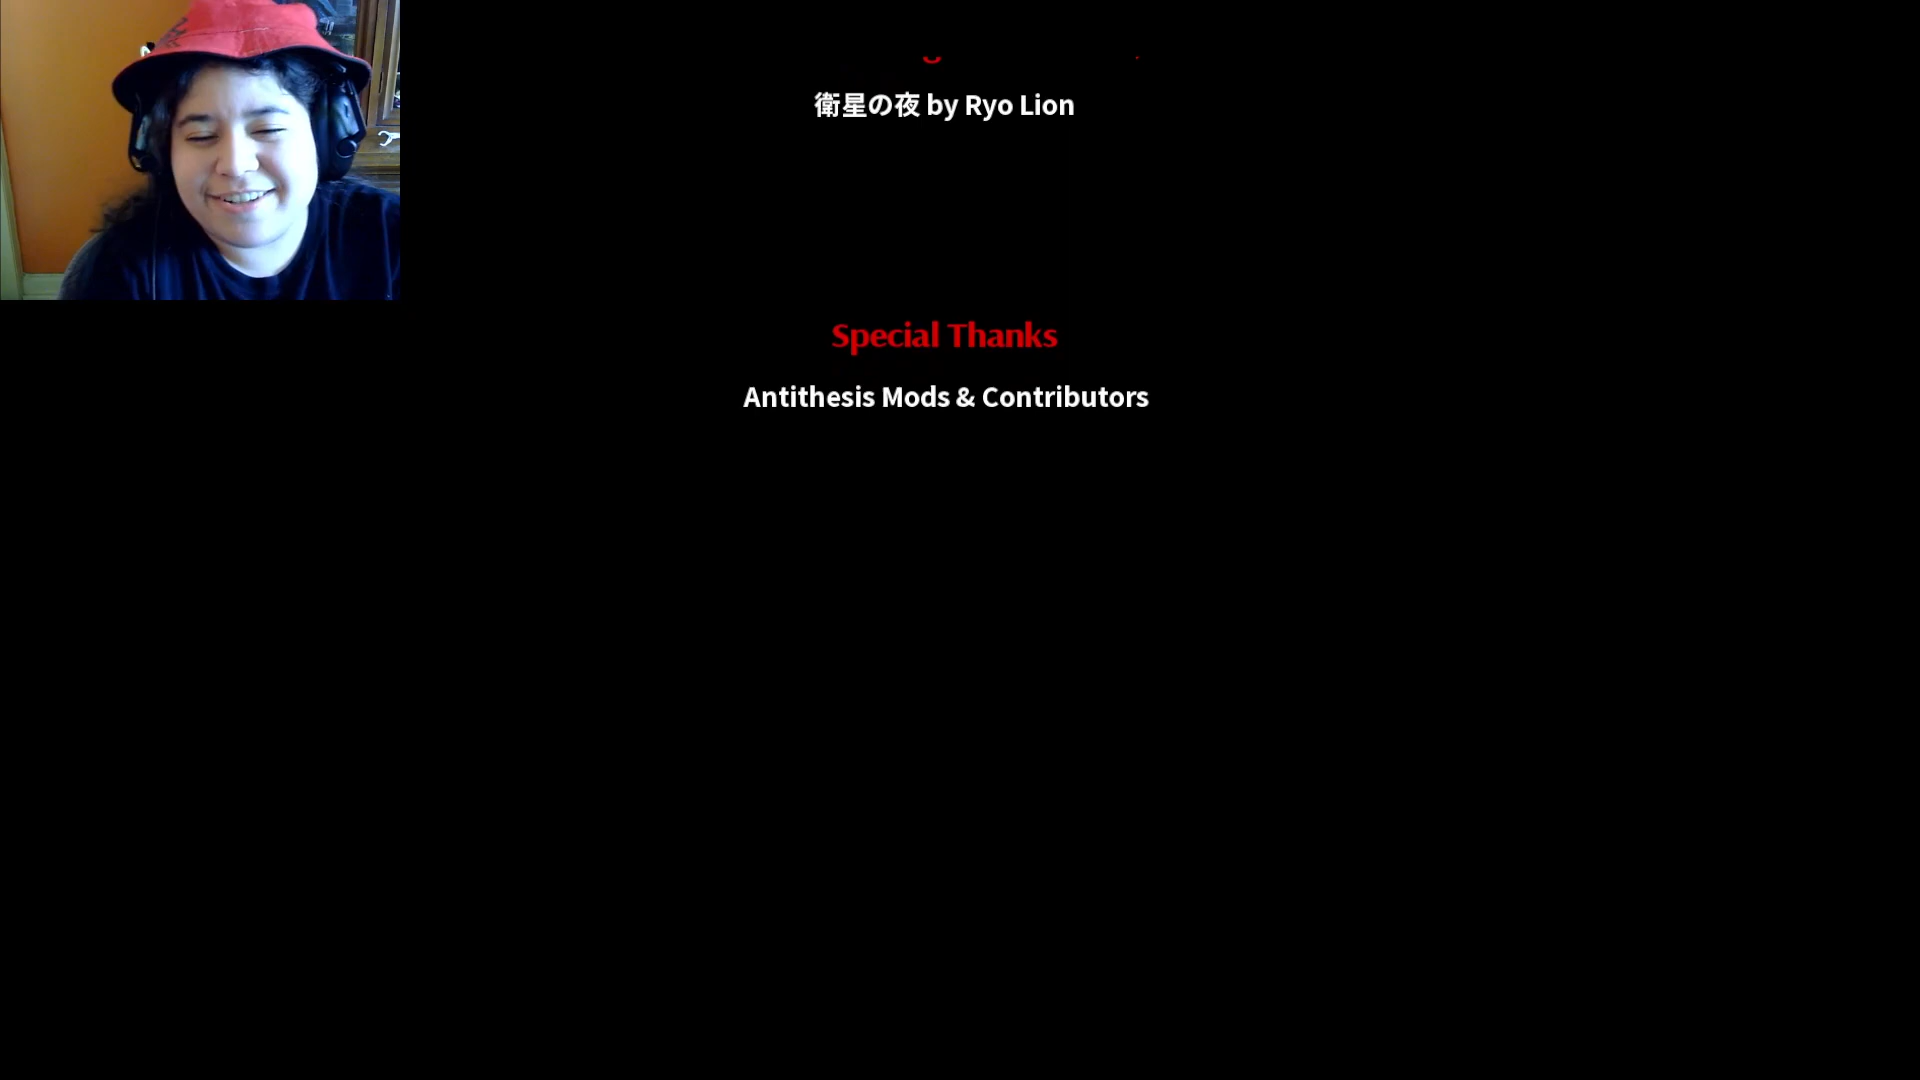 衛星の夜 by Ryo Lion
Special Thanks
Antithesis Mods & Contributors